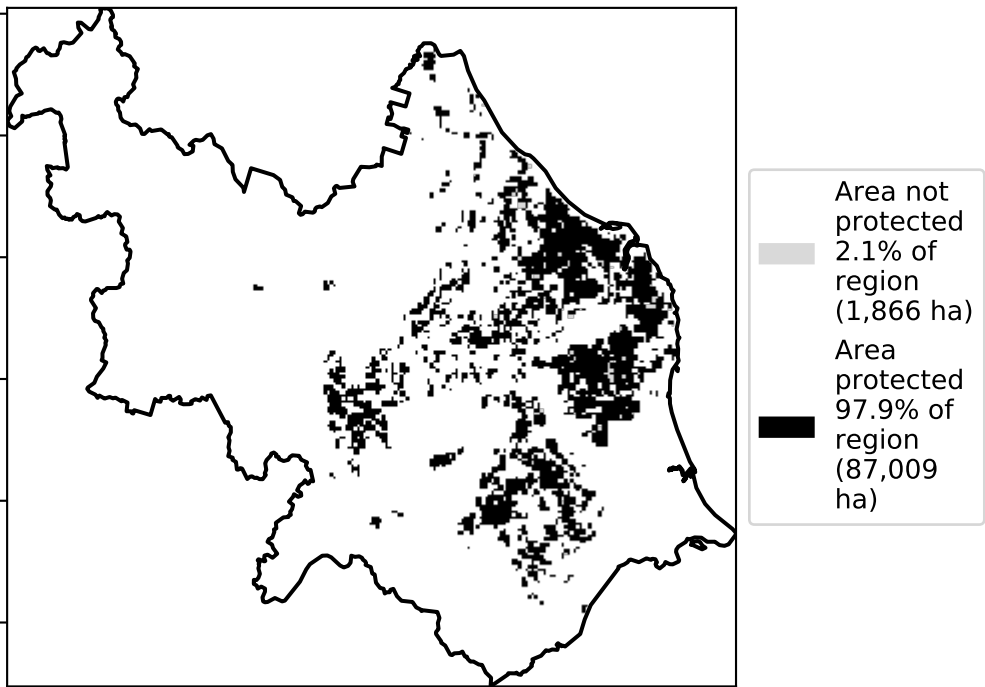 Area not
protected
2.1% of
region
(1,866 ha)
Area
protected
97.9% of
region
(87,009
ha)